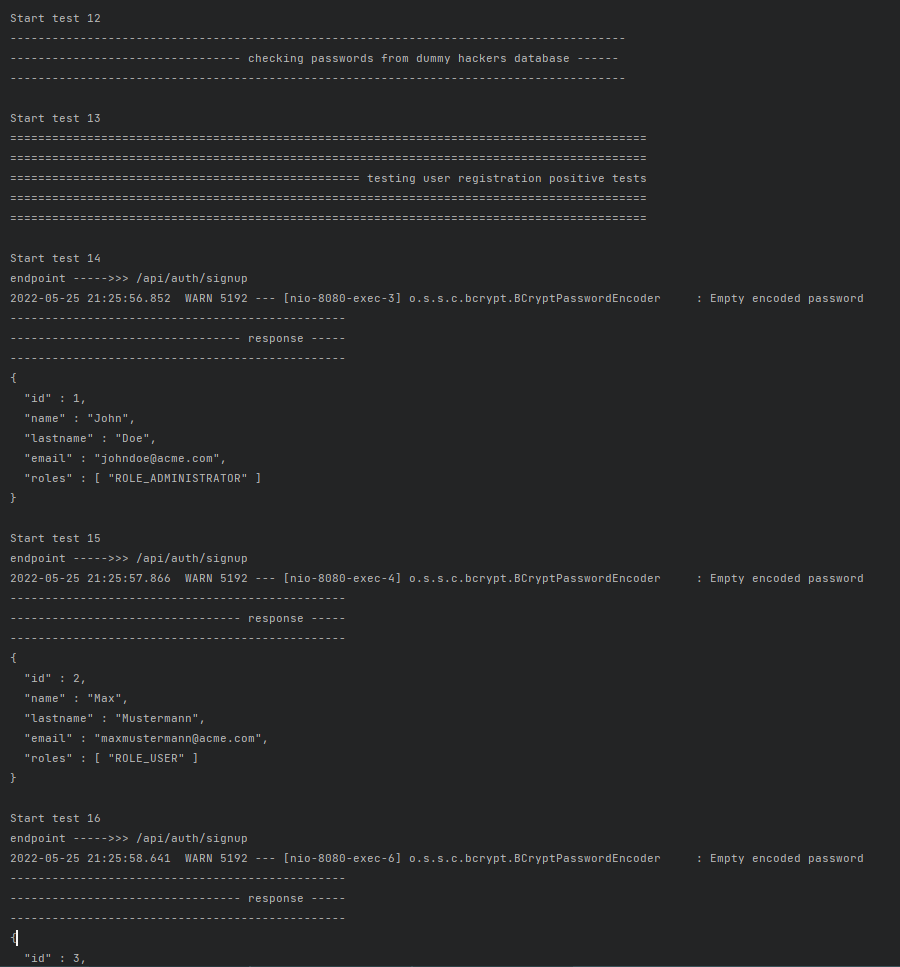 Start test 12
----------------------------------------------------------------------------------------
--------------------------------- checking passwords from dummy hackers database ------
----------------------------------------------------------------------------------------
Start test 13
===========================================================================================
===========================================================================================
================================================== testing user registration positive tests
===========================================================================================
===========================================================================================
Start test 14
endpoint ----->>> /api/auth/signup
2022-05-25 21:25:56.852  WARN 5192 --- [nio-8080-exec-3] o.s.s.c.bcrypt.BCryptPasswordEncoder     : Empty encoded password
------------------------------------------------
--------------------------------- response -----
------------------------------------------------
{
  "id" : 1,
  "name" : "John",
  "lastname" : "Doe",
  "email" : "johndoe@acme.com",
  "roles" : [ "ROLE_ADMINISTRATOR" ]
}
Start test 15
endpoint ----->>> /api/auth/signup
2022-05-25 21:25:57.866  WARN 5192 --- [nio-8080-exec-4] o.s.s.c.bcrypt.BCryptPasswordEncoder     : Empty encoded password
------------------------------------------------
--------------------------------- response -----
------------------------------------------------
{
  "id" : 2,
  "name" : "Max",
  "lastname" : "Mustermann",
  "email" : "maxmustermann@acme.com",
  "roles" : [ "ROLE_USER" ]
}
Start test 16
endpoint ----->>> /api/auth/signup
2022-05-25 21:25:58.641  WARN 5192 --- [nio-8080-exec-6] o.s.s.c.bcrypt.BCryptPasswordEncoder     : Empty encoded password
------------------------------------------------
--------------------------------- response -----
------------------------------------------------
{
  "id" : 3,